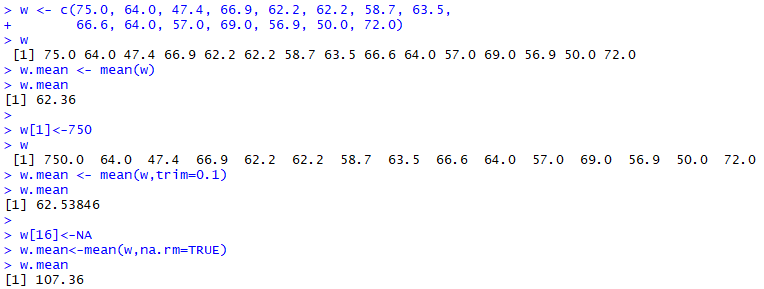 > w <- c(75.0, 64.0, 47.4, 66.9, 62.2, 62.2, 58.7, 63.5,
+        66.6, 64.0, 57.0, 69.0, 56.9, 50.0, 72.0)
> w
 [1] 75.0 64.0 47.4 66.9 62.2 62.2 58.7 63.5 66.6 64.0 57.0 69.0 56.9 50.0 72.0
> w.mean <- mean(w)
> w.mean
[1] 62.36
>
> w[1]<-750
> w
 [1] 750.0  64.0  47.4  66.9  62.2  62.2  58.7  63.5  66.6  64.0  57.0  69.0  56.9  50.0  72.0
> w.mean <- mean(w,trim=0.1)
> w.mean
[1] 62.53846
>
> w[16]<-NA
> w.mean<-mean(w,na.rm=TRUE)
> w.mean
[1] 107.36